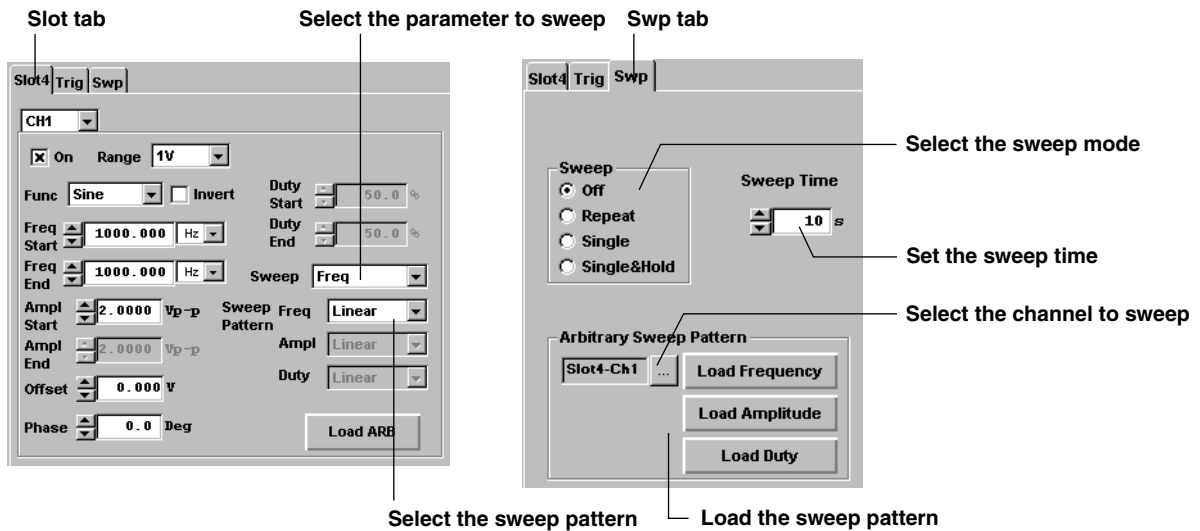 Slot tab
Select the parameter to sweep
Swp tab
Slot4 Trig Swp
CH1
On Range 1V
Func Sine Invert
Duty Start 50.0 %
Freq Start 1000.000 Hz
Duty End 50.0 %
Freq End 1000.000 Hz
Sweep Freq
Ampl Start 2.0000 Vp-p
Sweep Pattern Freq Linear
Ampl End 2.0000 Vp-p
Ampl Linear
Offset 0.000 V
Duty Linear
Phase 0.0 Deg
Load ARB
Select the sweep pattern
Slot4 Trig Swp
Select the sweep mode
Sweep
Off
Repeat
Single
Single&Hold
Sweep Time
10 s
Set the sweep time
Select the channel to sweep
Arbitrary Sweep Pattern
Slot4-Ch1 ... Load Frequency
Load Amplitude
Load Duty
Load the sweep pattern